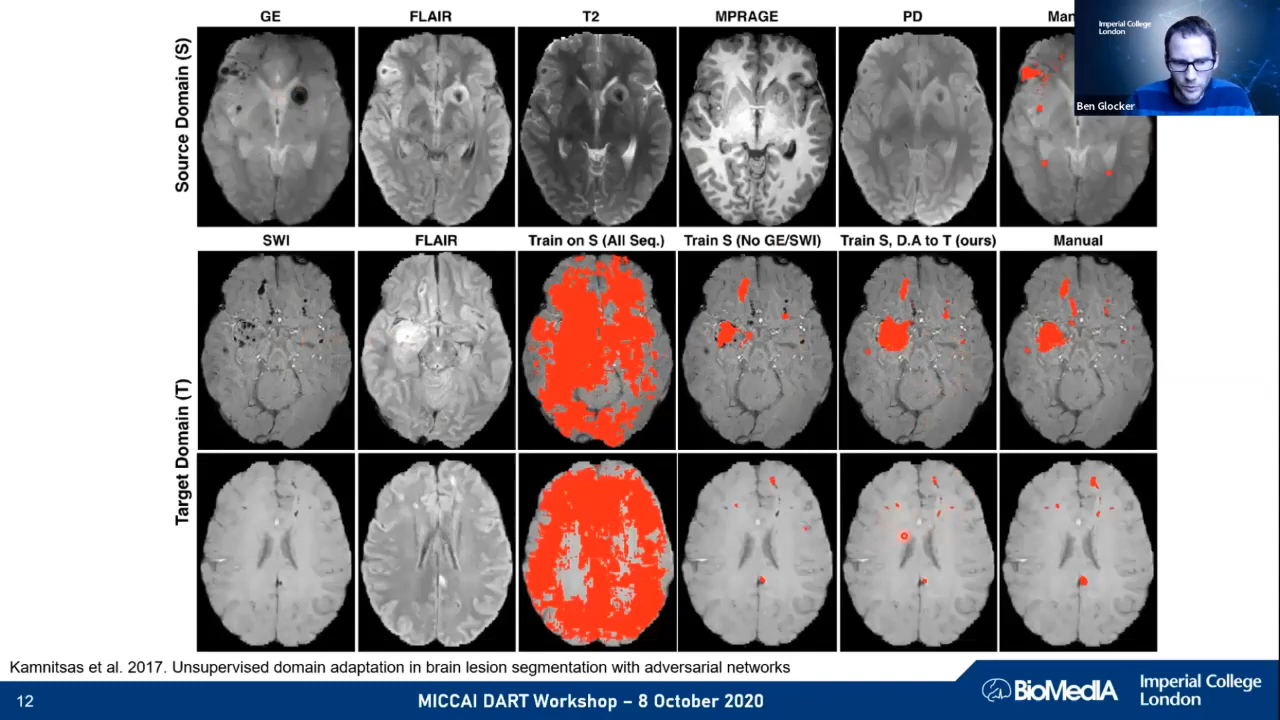 GE FLAIR T2 MPRAGE PD Man
Imperial College
London
Ben Glocker
Source Domain (S)
SWI FLAIR Train on S (All Seq.) Train S (No GE/SWI) Train S, D.A to T (ours) Manual
Target Domain (T)
Kamnitsas et al. 2017. Unsupervised domain adaptation in brain lesion segmentation with adversarial networks
12 MICCAI DART Workshop – 8 October 2020 BioMedIA Imperial College
London